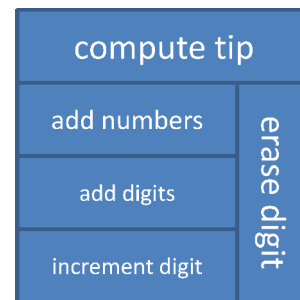 compute tip
add numbers
add digits
increment digit
erase digit